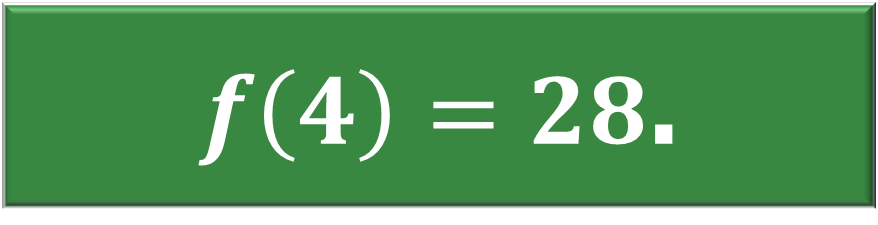 f(4) = 28.